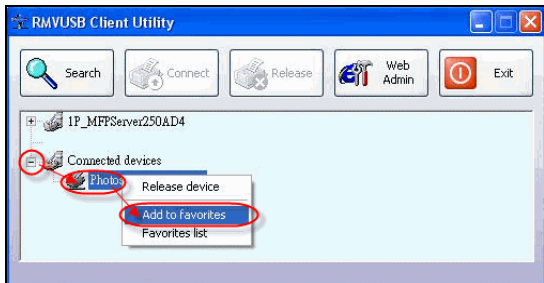 RMVUSB Client Utility
Search
Connect
Release
Web
Admin
Exit
1P_MFPServer250AD4
Connected devices
Photos
Release device
Add to favorites
Favorites list